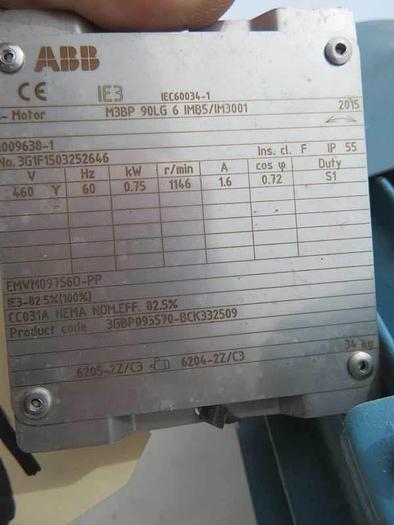 ABB
CE IE3 IEC60034-1
Motor M3BP 90LG 6 IMB5/IM3001 2015
009638-1
No. 3G1F1503252646 Ins. cl. F IP 55
V Hz kW r/min A cos φ Duty
460 Y 60 0.75 1146 1.6 0.72 S1
IE3-82.5%(100%)
CC031A NEMA NOM.EFF. 82.5%
Product code 3GBP093570-BCK332509
6205-2Z/C3 6204-2Z/C3 34 kg